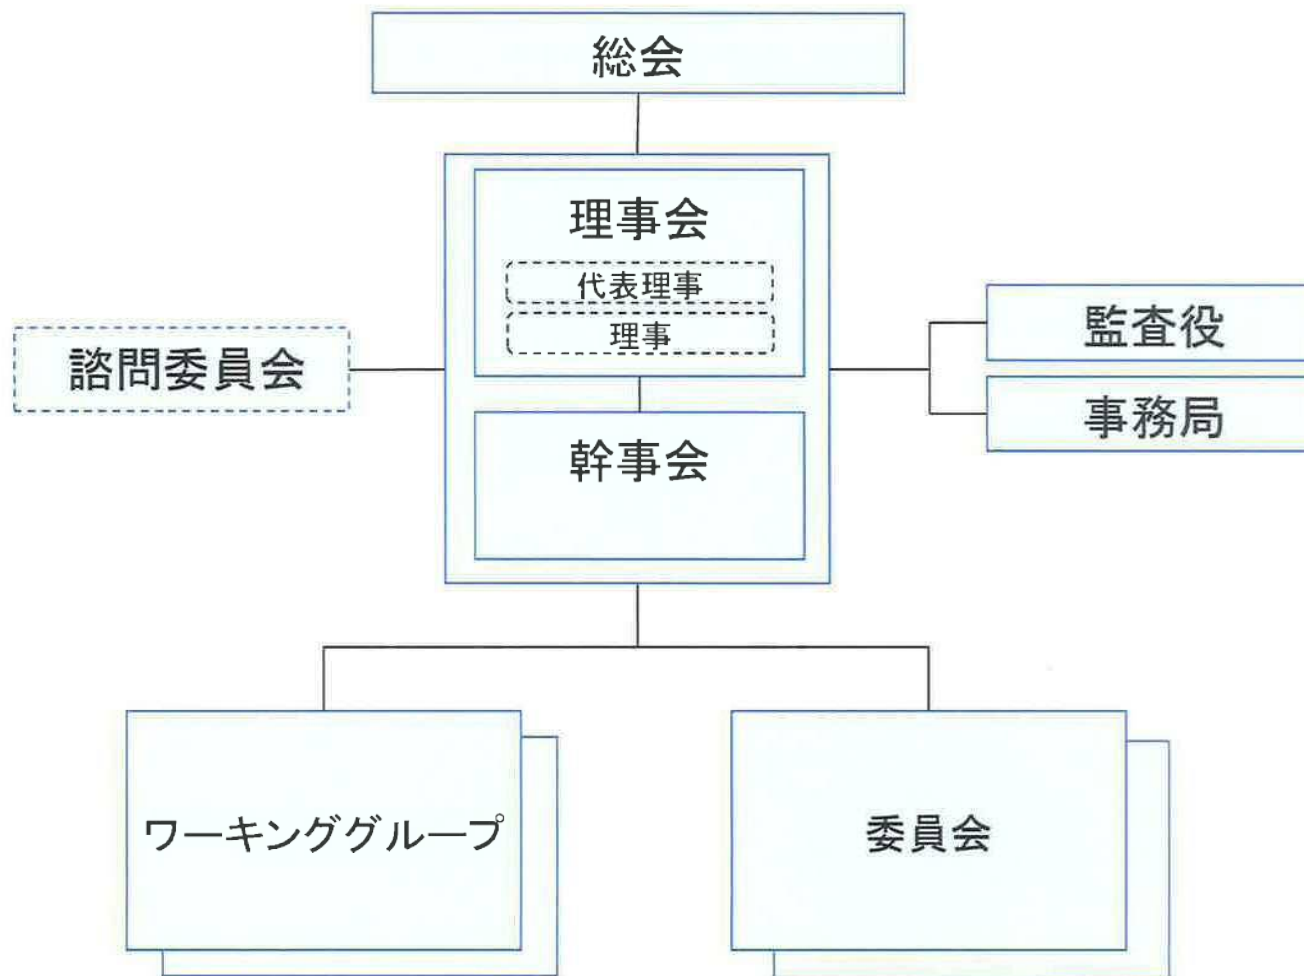 総会
理事会
代表理事
理事
諮問委員会
監査役
事務局
幹事会
ワーキンググループ
委員会